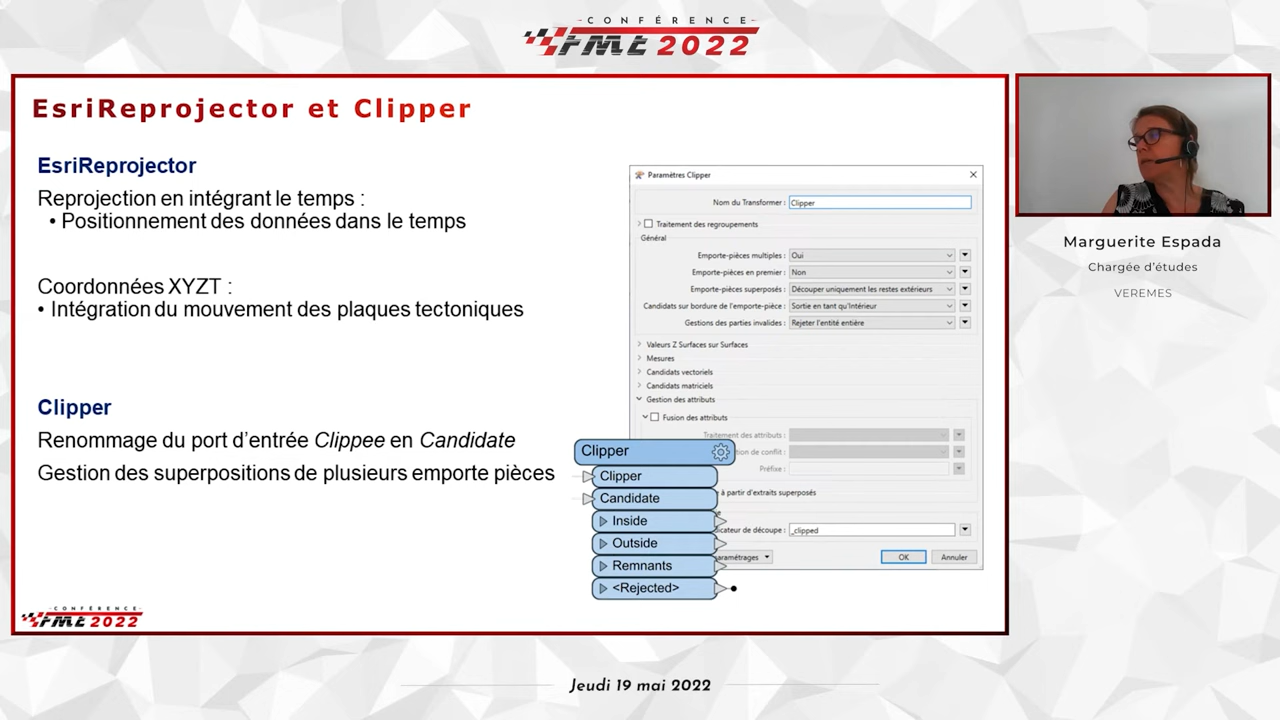 CONFÉRENCE
FME 2022
EsriReprojector et Clipper
EsriReprojector
Reprojection en intégrant le temps :
• Positionnement des données dans le temps
Coordonnées XYZT :
• Intégration du mouvement des plaques tectoniques
Clipper
Renommage du port d'entrée Clippee en Candidate
Gestion des superpositions de plusieurs emporte pièces
Paramètres Clipper
Nom du Transformer : Clipper
Traitement des regroupements
Général
Emporte-pièces multiples : Oui
Emporte-pièces en premier : Non
Emporte-pièces superposés : Découper uniquement les restes extérieurs
Candidats sur bordure de l'emporte-pièce : Sortie en tant qu'Intérieur
Gestions des parties invalides : Rejeter l'entité entière
Valeurs Z Surfaces sur Surfaces
Mesures
Candidats vectoriels
Candidats matriciels
Gestion des attributs
Fusion des attributs
Traitement des attributs :
tion de conflit :
Préfixe :
à partir d'extraits superposés
icateur de découpe : _clipped
aramétrages
OK
Annuler
Clipper
Clipper
Candidate
Inside
Outside
Remnants
<Rejected>
CONFÉRENCE
FME 2022
Marguerite Espada
Chargée d'études
VEREMES
Jeudi 19 mai 2022